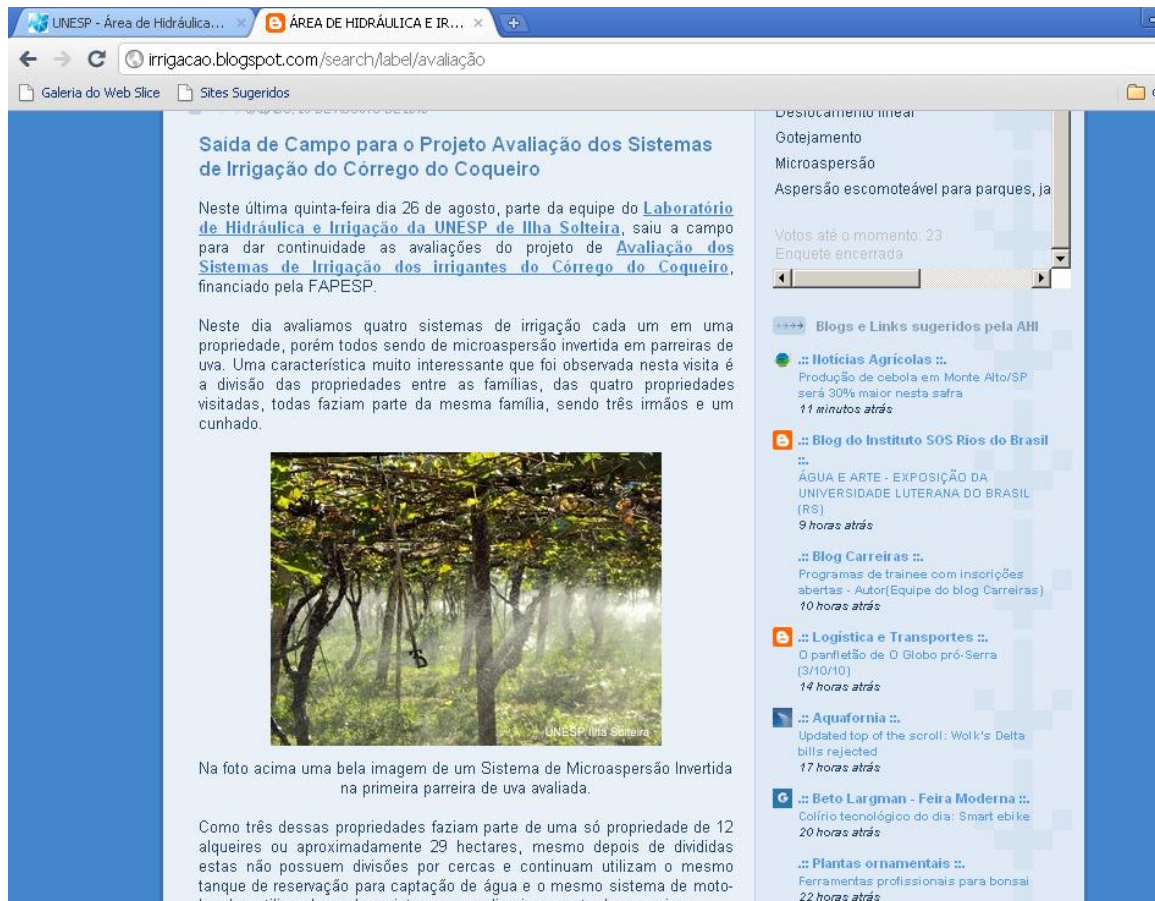 UNESP - Área de Hidráulica...
ÁREA DE HIDRÁULICA E IR...
irrigacao.blogspot.com/search/label/avaliação
Galeria do Web Slice
Sites Sugeridos
Saída de Campo para o Projeto Avaliação dos Sistemas
de Irrigação do Córrego do Coqueiro
Neste última quinta-feira dia 26 de agosto, parte da equipe do Laboratório
de Hidráulica e Irrigação da UNESP de Ilha Solteira, saiu a campo
para dar continuidade as avaliações do projeto de Avaliação dos
Sistemas de Irrigação dos irrigantes do Córrego do Coqueiro,
financiado pela FAPESP.
Neste dia avaliamos quatro sistemas de irrigação cada um em uma
propriedade, porém todos sendo de microaspersão invertida em parreiras de
uva. Uma característica muito interessante que foi observada nesta visita é
a divisão das propriedades entre as famílias, das quatro propriedades
visitadas, todas faziam parte da mesma família, sendo três irmãos e um
cunhado.
UNESP Ilha Solteira
Na foto acima uma bela imagem de um Sistema de Microaspersão Invertida
na primeira parreira de uva avaliada.
Como três dessas propriedades faziam parte de uma só propriedade de 12
alqueires ou aproximadamente 29 hectares, mesmo depois de divididas
estas não possuem divisões por cercas e continuam utilizam o mesmo
tanque de reservação para captação de água e o mesmo sistema de moto-
Deslocamento linear
Gotejamento
Microaspersão
Aspersão escomoteável para parques, ja
Votos até o momento: 23
Enquete encerrada
Blogs e Links sugeridos pela AHI
.:: Notícias Agrícolas ::.
Produção de cebola em Monte Alto/SP
será 30% maior nesta safra
11 minutos atrás
.:: Blog do Instituto SOS Rios do Brasil
::.
ÁGUA E ARTE - EXPOSIÇÃO DA
UNIVERSIDADE LUTERANA DO BRASIL
(RS)
9 horas atrás
.:: Blog Carreiras ::.
Programas de trainee com inscrições
abertas - Autor(Equipe do blog Carreiras)
10 horas atrás
.:: Logística e Transportes ::.
O panfletão de O Globo pró-Serra
(3/10/10)
14 horas atrás
.:: Aquafornia ::.
Updated top of the scroll: Wolk's Delta
bills rejected
17 horas atrás
.:: Beto Largman - Feira Moderna ::.
Colírio tecnológico do dia: Smart ebike
20 horas atrás
.:: Plantas ornamentais ::.
Ferramentas profissionais para bonsai
22 horas atrás